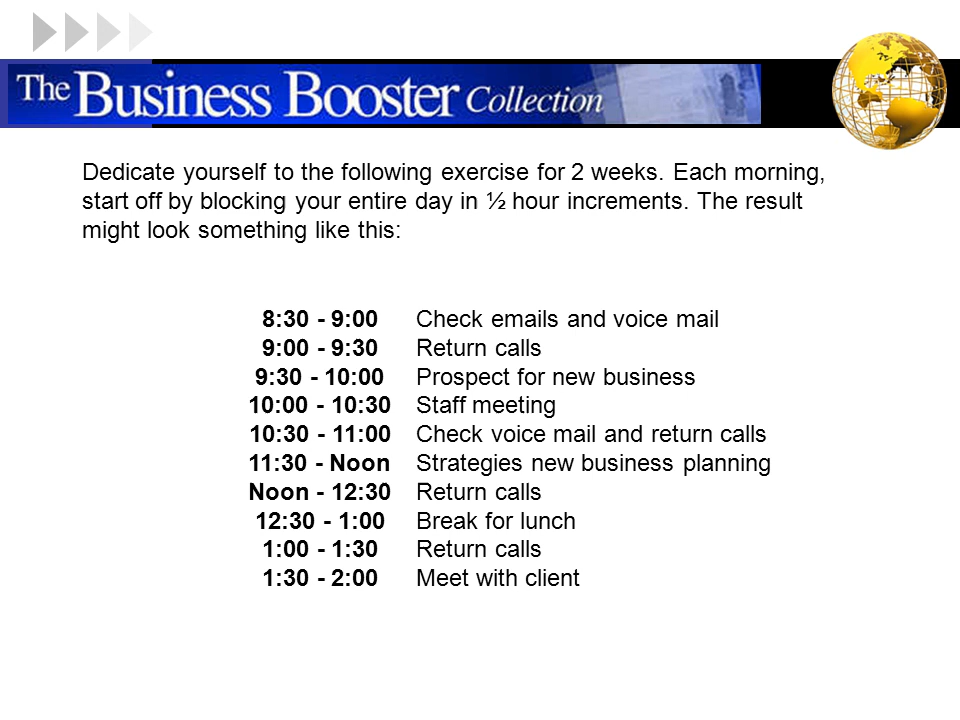 The Business Booster Collection
Dedicate yourself to the following exercise for 2 weeks. Each morning,
start off by blocking your entire day in ½ hour increments. The result
might look something like this:
8:30 - 9:00 Check emails and voice mail
9:00 - 9:30 Return calls
9:30 - 10:00 Prospect for new business
10:00 - 10:30 Staff meeting
10:30 - 11:00 Check voice mail and return calls
11:30 - Noon Strategies new business planning
Noon - 12:30 Return calls
12:30 - 1:00 Break for lunch
1:00 - 1:30 Return calls
1:30 - 2:00 Meet with client